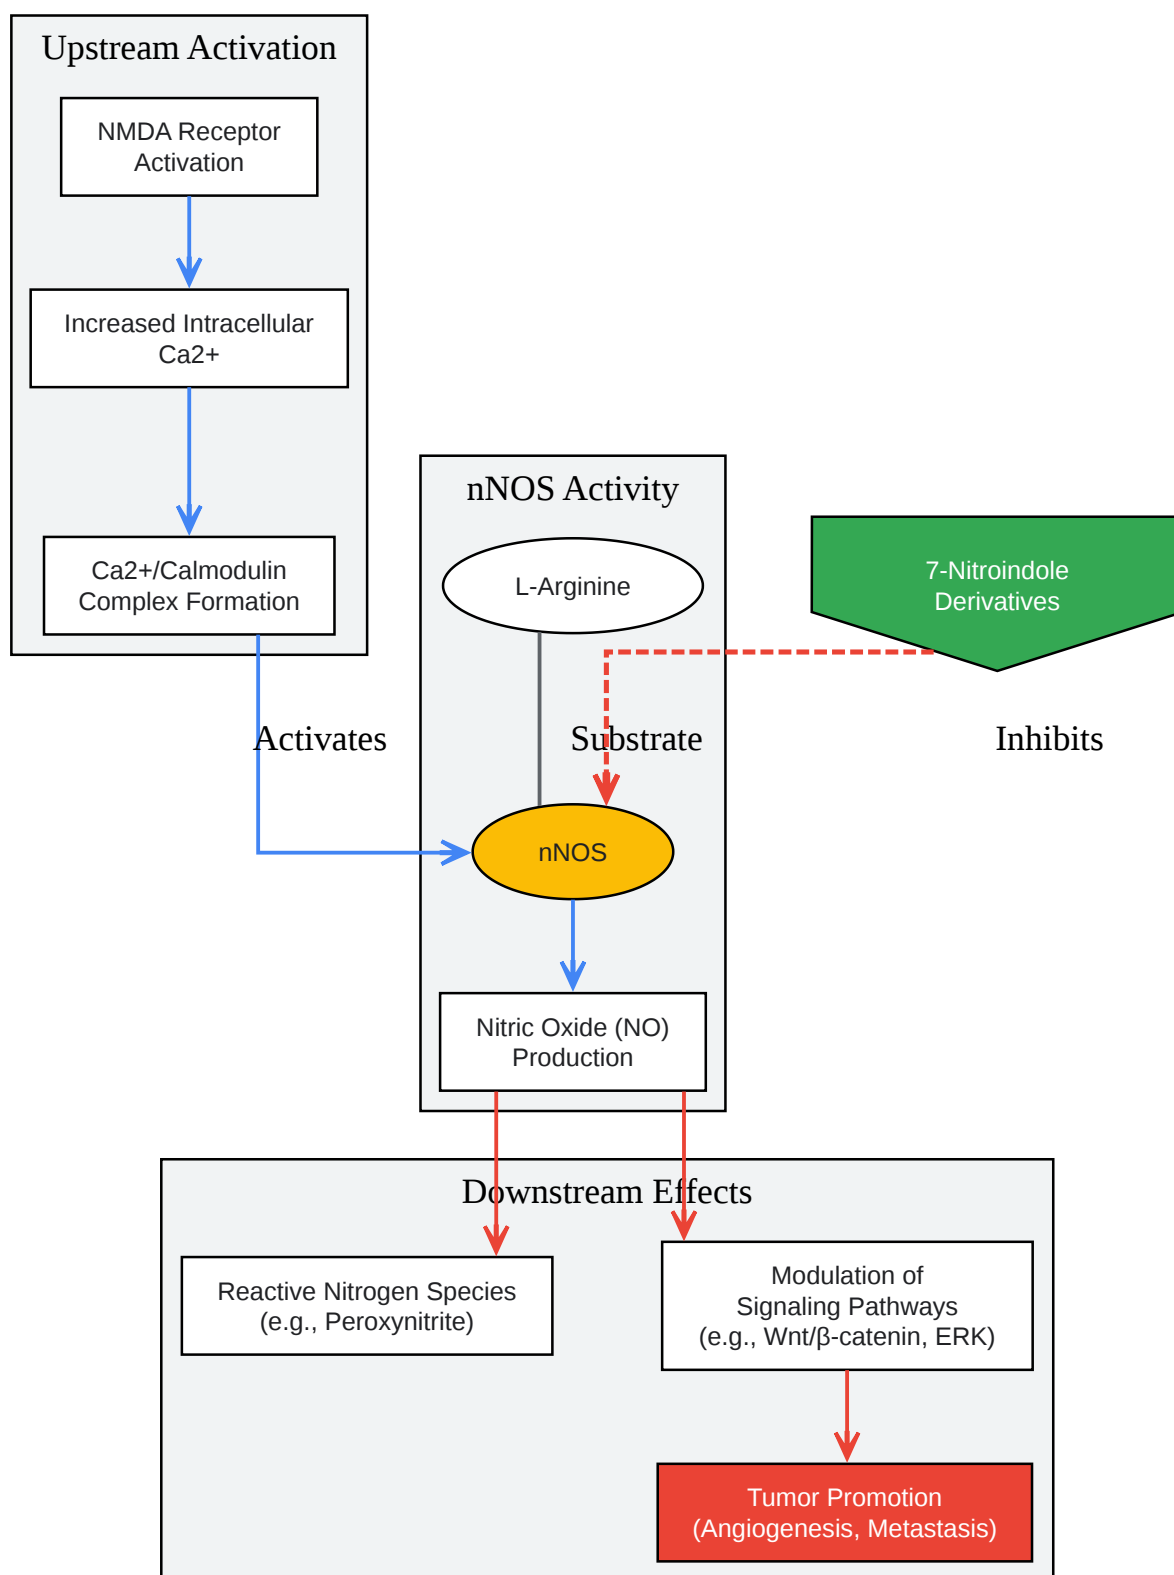 Upstream Activation
NMDA Receptor
Activation
Increased Intracellular
Ca2+
Ca2+/Calmodulin
Complex Formation
nNOS Activity
L-Arginine
7-Nitroindole
Derivatives
Activates
Substrate
Inhibits
nNOS
Nitric Oxide (NO)
Production
Downstream Effects
Reactive Nitrogen Species
(e.g., Peroxynitrite)
Modulation of
Signaling Pathways
(e.g., Wnt/β-catenin, ERK)
Tumor Promotion
(Angiogenesis, Metastasis)